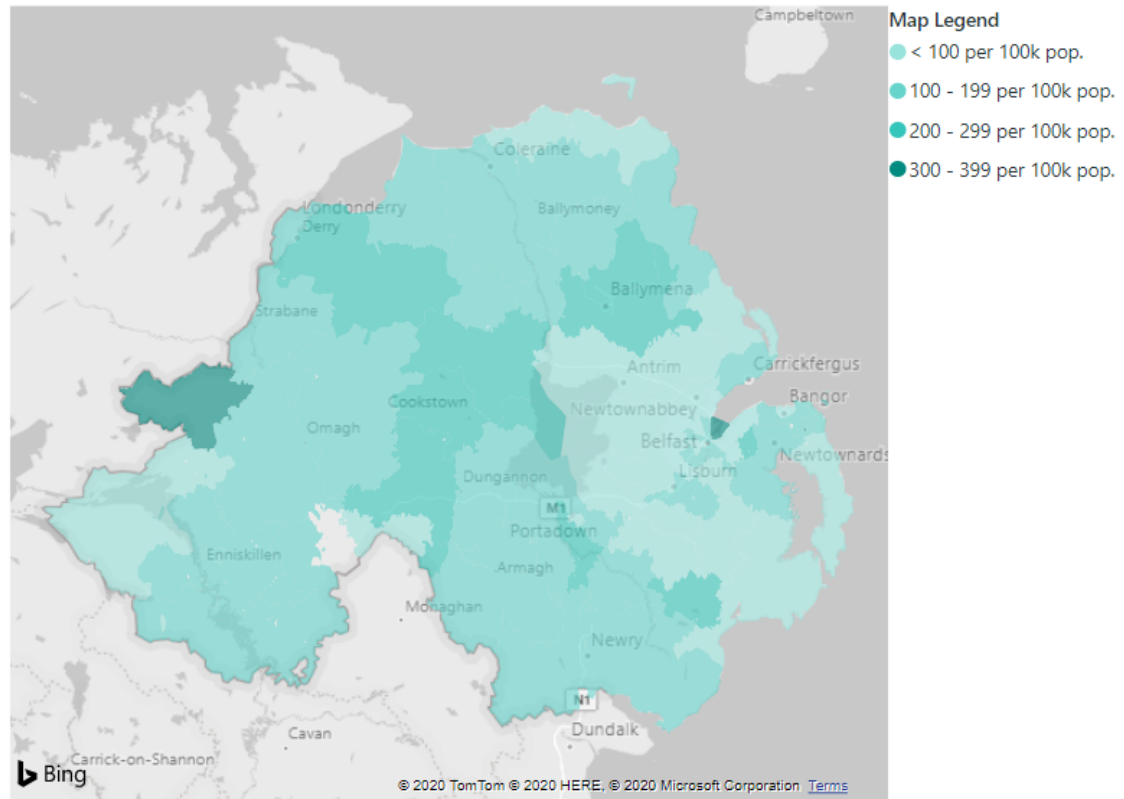 Campbeltown
Map Legend
< 100 per 100k pop.
100 - 199 per 100k pop.
200 - 299 per 100k pop.
300 - 399 per 100k pop.
Coleraine
Londonderry
Derry
Ballymoney
Ballymena
Strabane
Antrim
Carrickfergus
Bangor
Cookstown
Newtownabbey
Omagh
Belfast
Newtownards
Lisburn
Dungannon
M1
Portadown
Enniskillen
Armagh
Monaghan
Newry
N1
Cavan
Dundalk
Carrick-on-Shannon
Bing
© 2020 TomTom © 2020 HERE, © 2020 Microsoft Corporation Terms